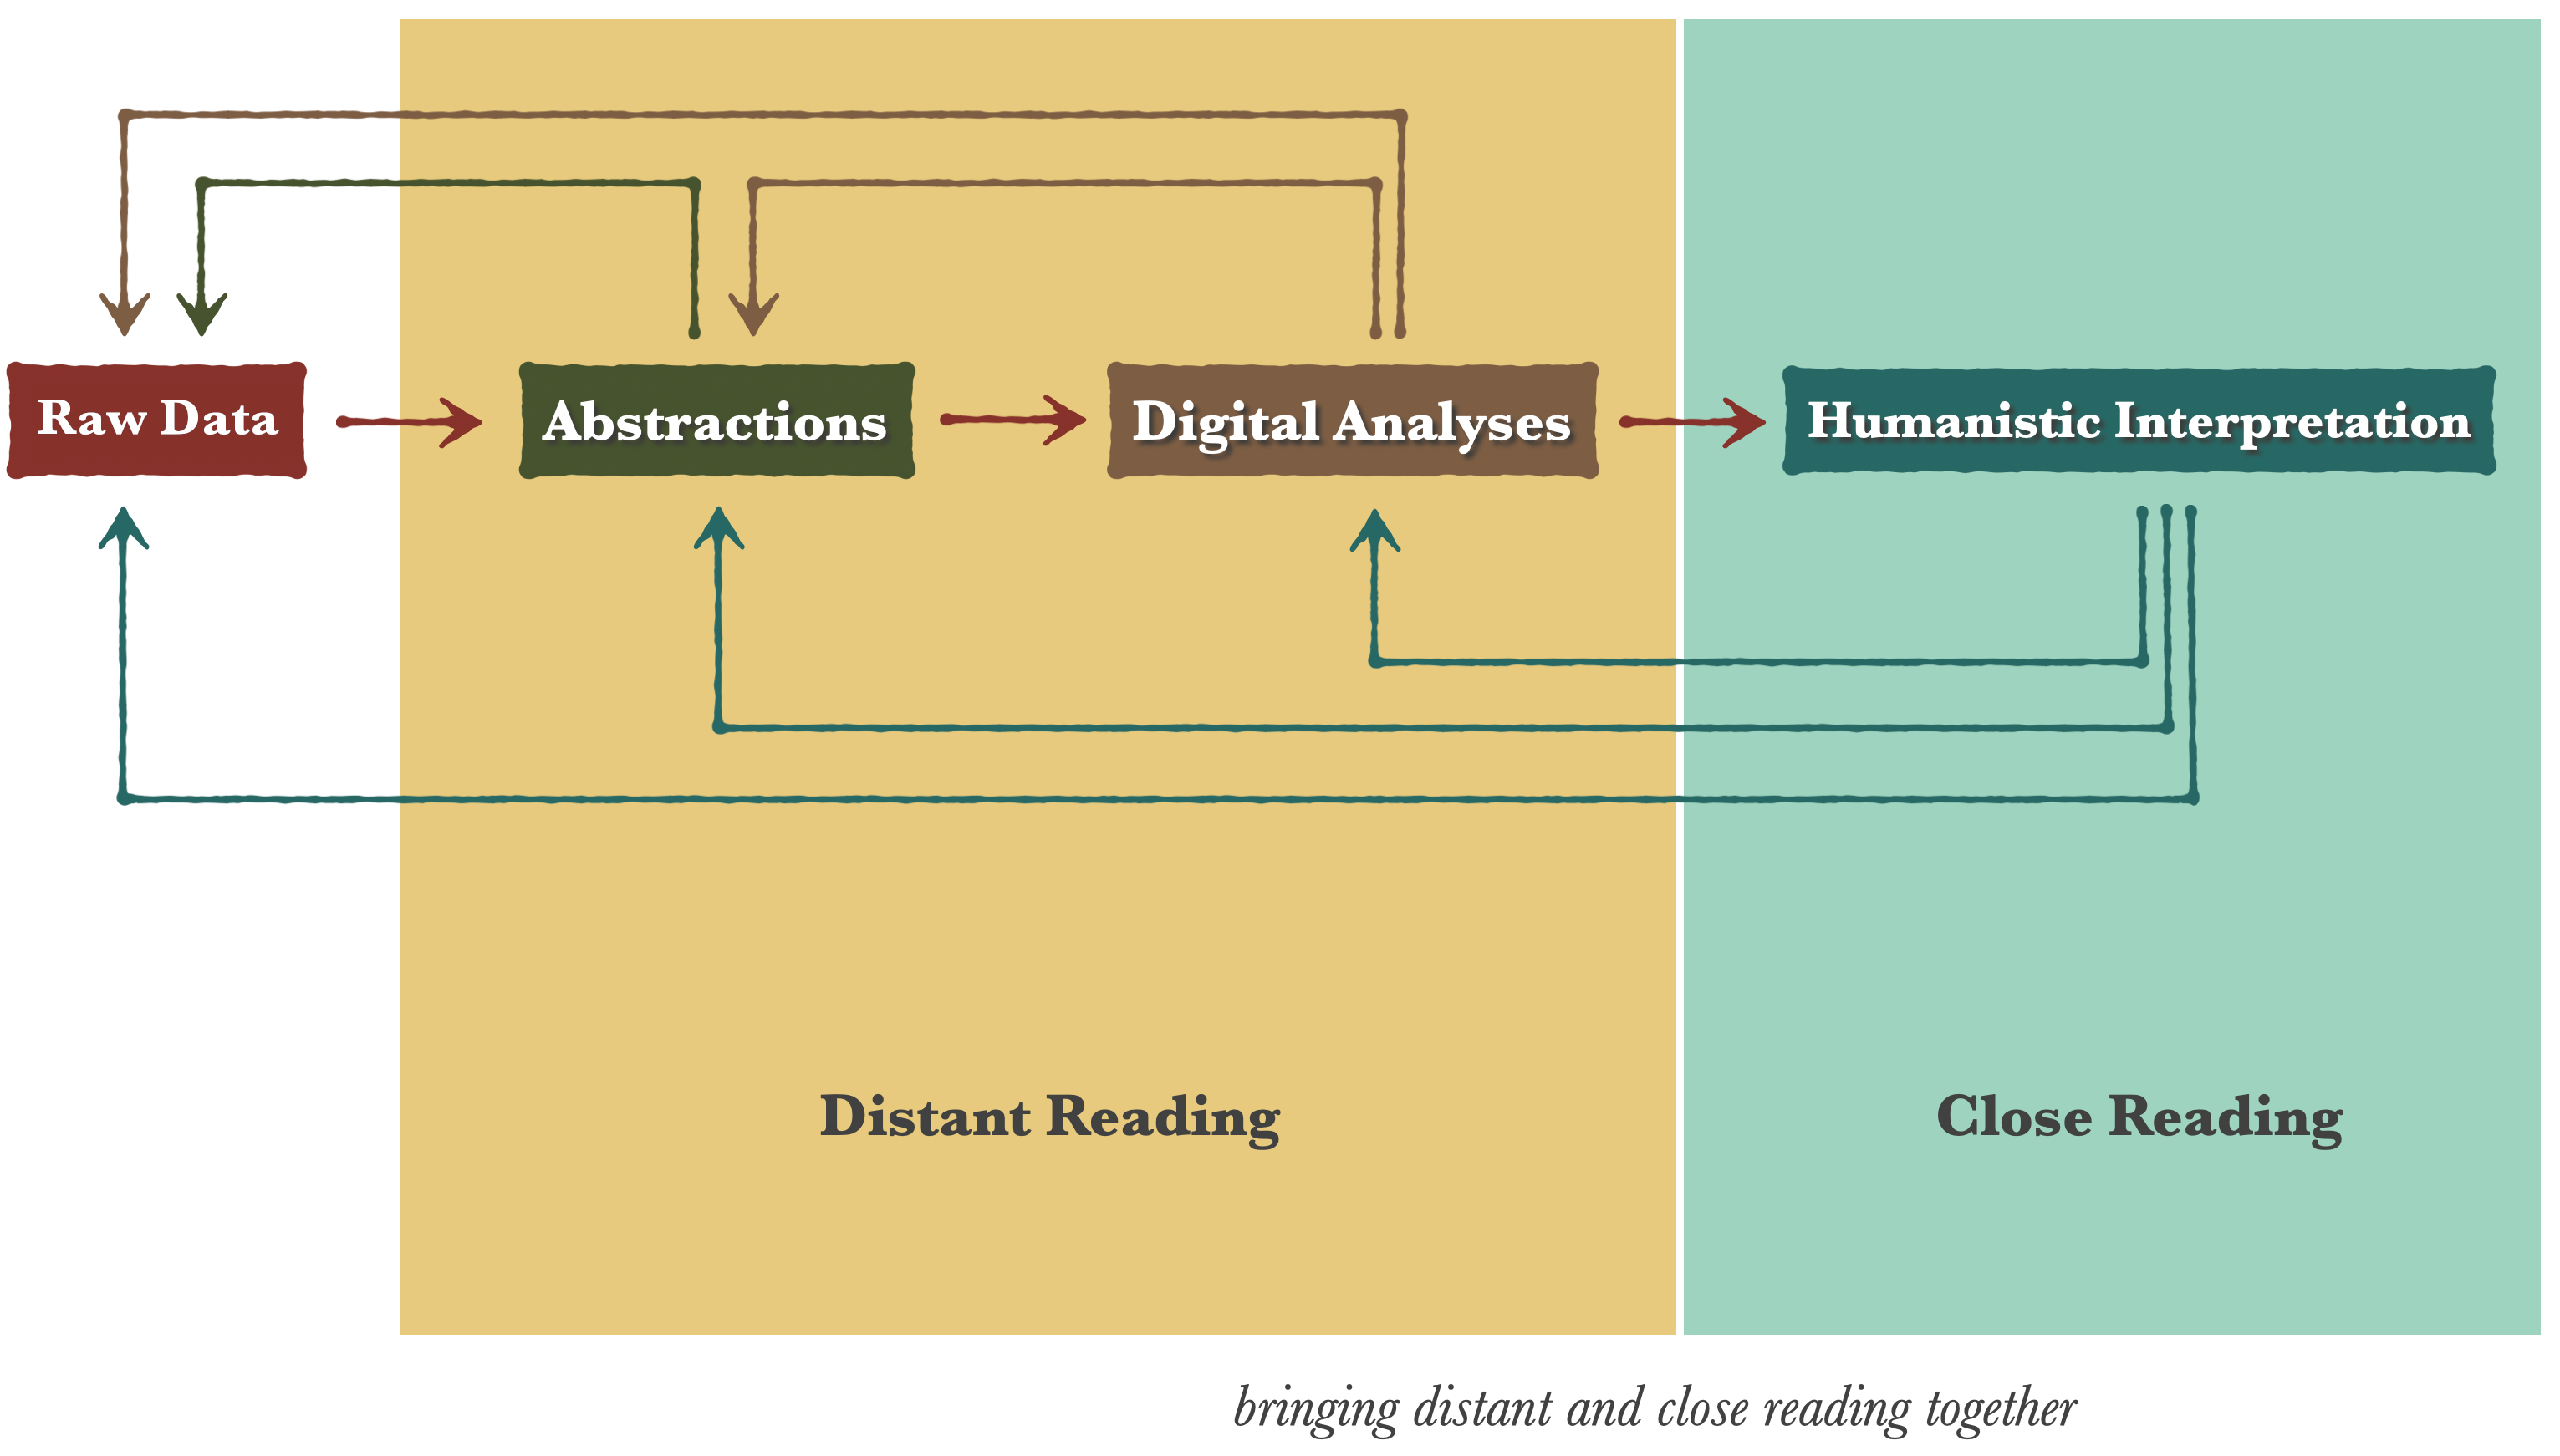 Raw Data
Abstractions
Digital Analyses
Humanistic Interpretation
Distant Reading
Close Reading
bringing distant and close reading together